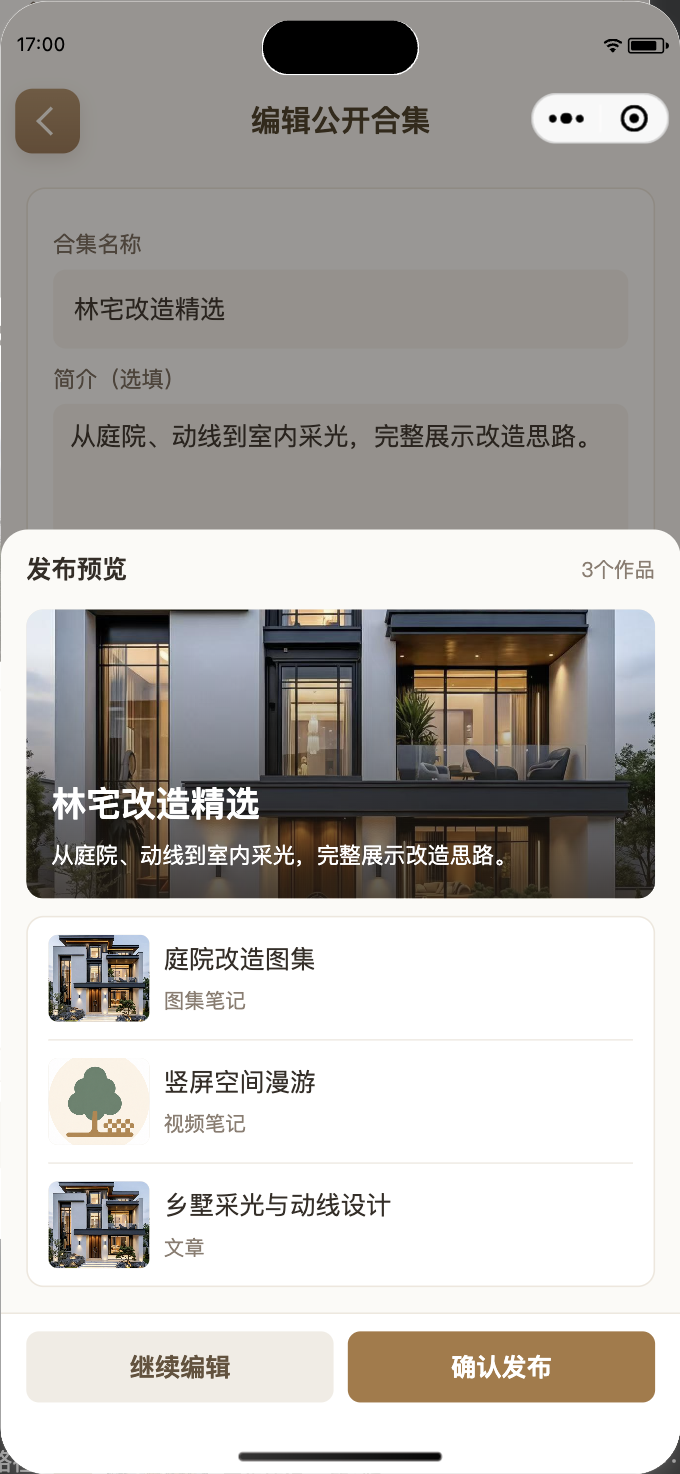 17:00
编辑公开合集
合集名称
林宅改造精选
简介（选填）
从庭院、动线到室内采光，完整展示改造思路。
发布预览
3个作品
林宅改造精选
从庭院、动线到室内采光，完整展示改造思路。
庭院改造图集
图集笔记
竖屏空间漫游
视频笔记
乡墅采光与动线设计
文章
继续编辑
确认发布